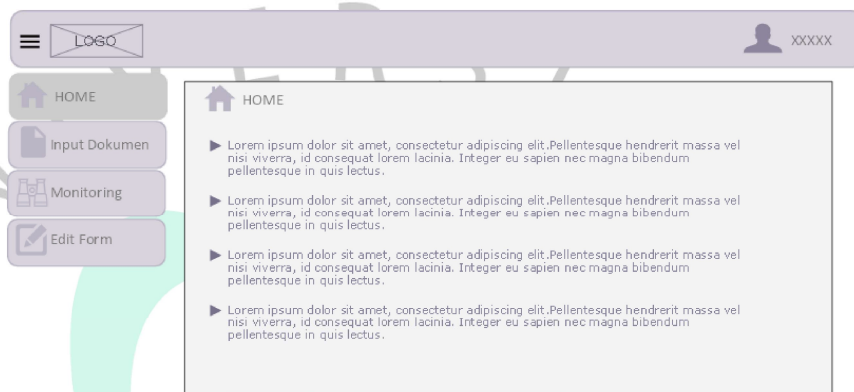 LOGO
XXXXX
HOME
Input Dokumen
Monitoring
Edit Form
HOME
Lorem ipsum dolor sit amet, consectetur adipiscing elit.Pellentesque hendrerit massa vel
nisi viverra, id consequat lorem lacinia. Integer eu sapien nec magna bibendum
pellentesque in quis lectus.
Lorem ipsum dolor sit amet, consectetur adipiscing elit.Pellentesque hendrerit massa vel
nisi viverra, id consequat lorem lacinia. Integer eu sapien nec magna bibendum
pellentesque in quis lectus.
Lorem ipsum dolor sit amet, consectetur adipiscing elit.Pellentesque hendrerit massa vel
nisi viverra, id consequat lorem lacinia. Integer eu sapien nec magna bibendum
pellentesque in quis lectus.
Lorem ipsum dolor sit amet, consectetur adipiscing elit.Pellentesque hendrerit massa vel
nisi viverra, id consequat lorem lacinia. Integer eu sapien nec magna bibendum
pellentesque in quis lectus.